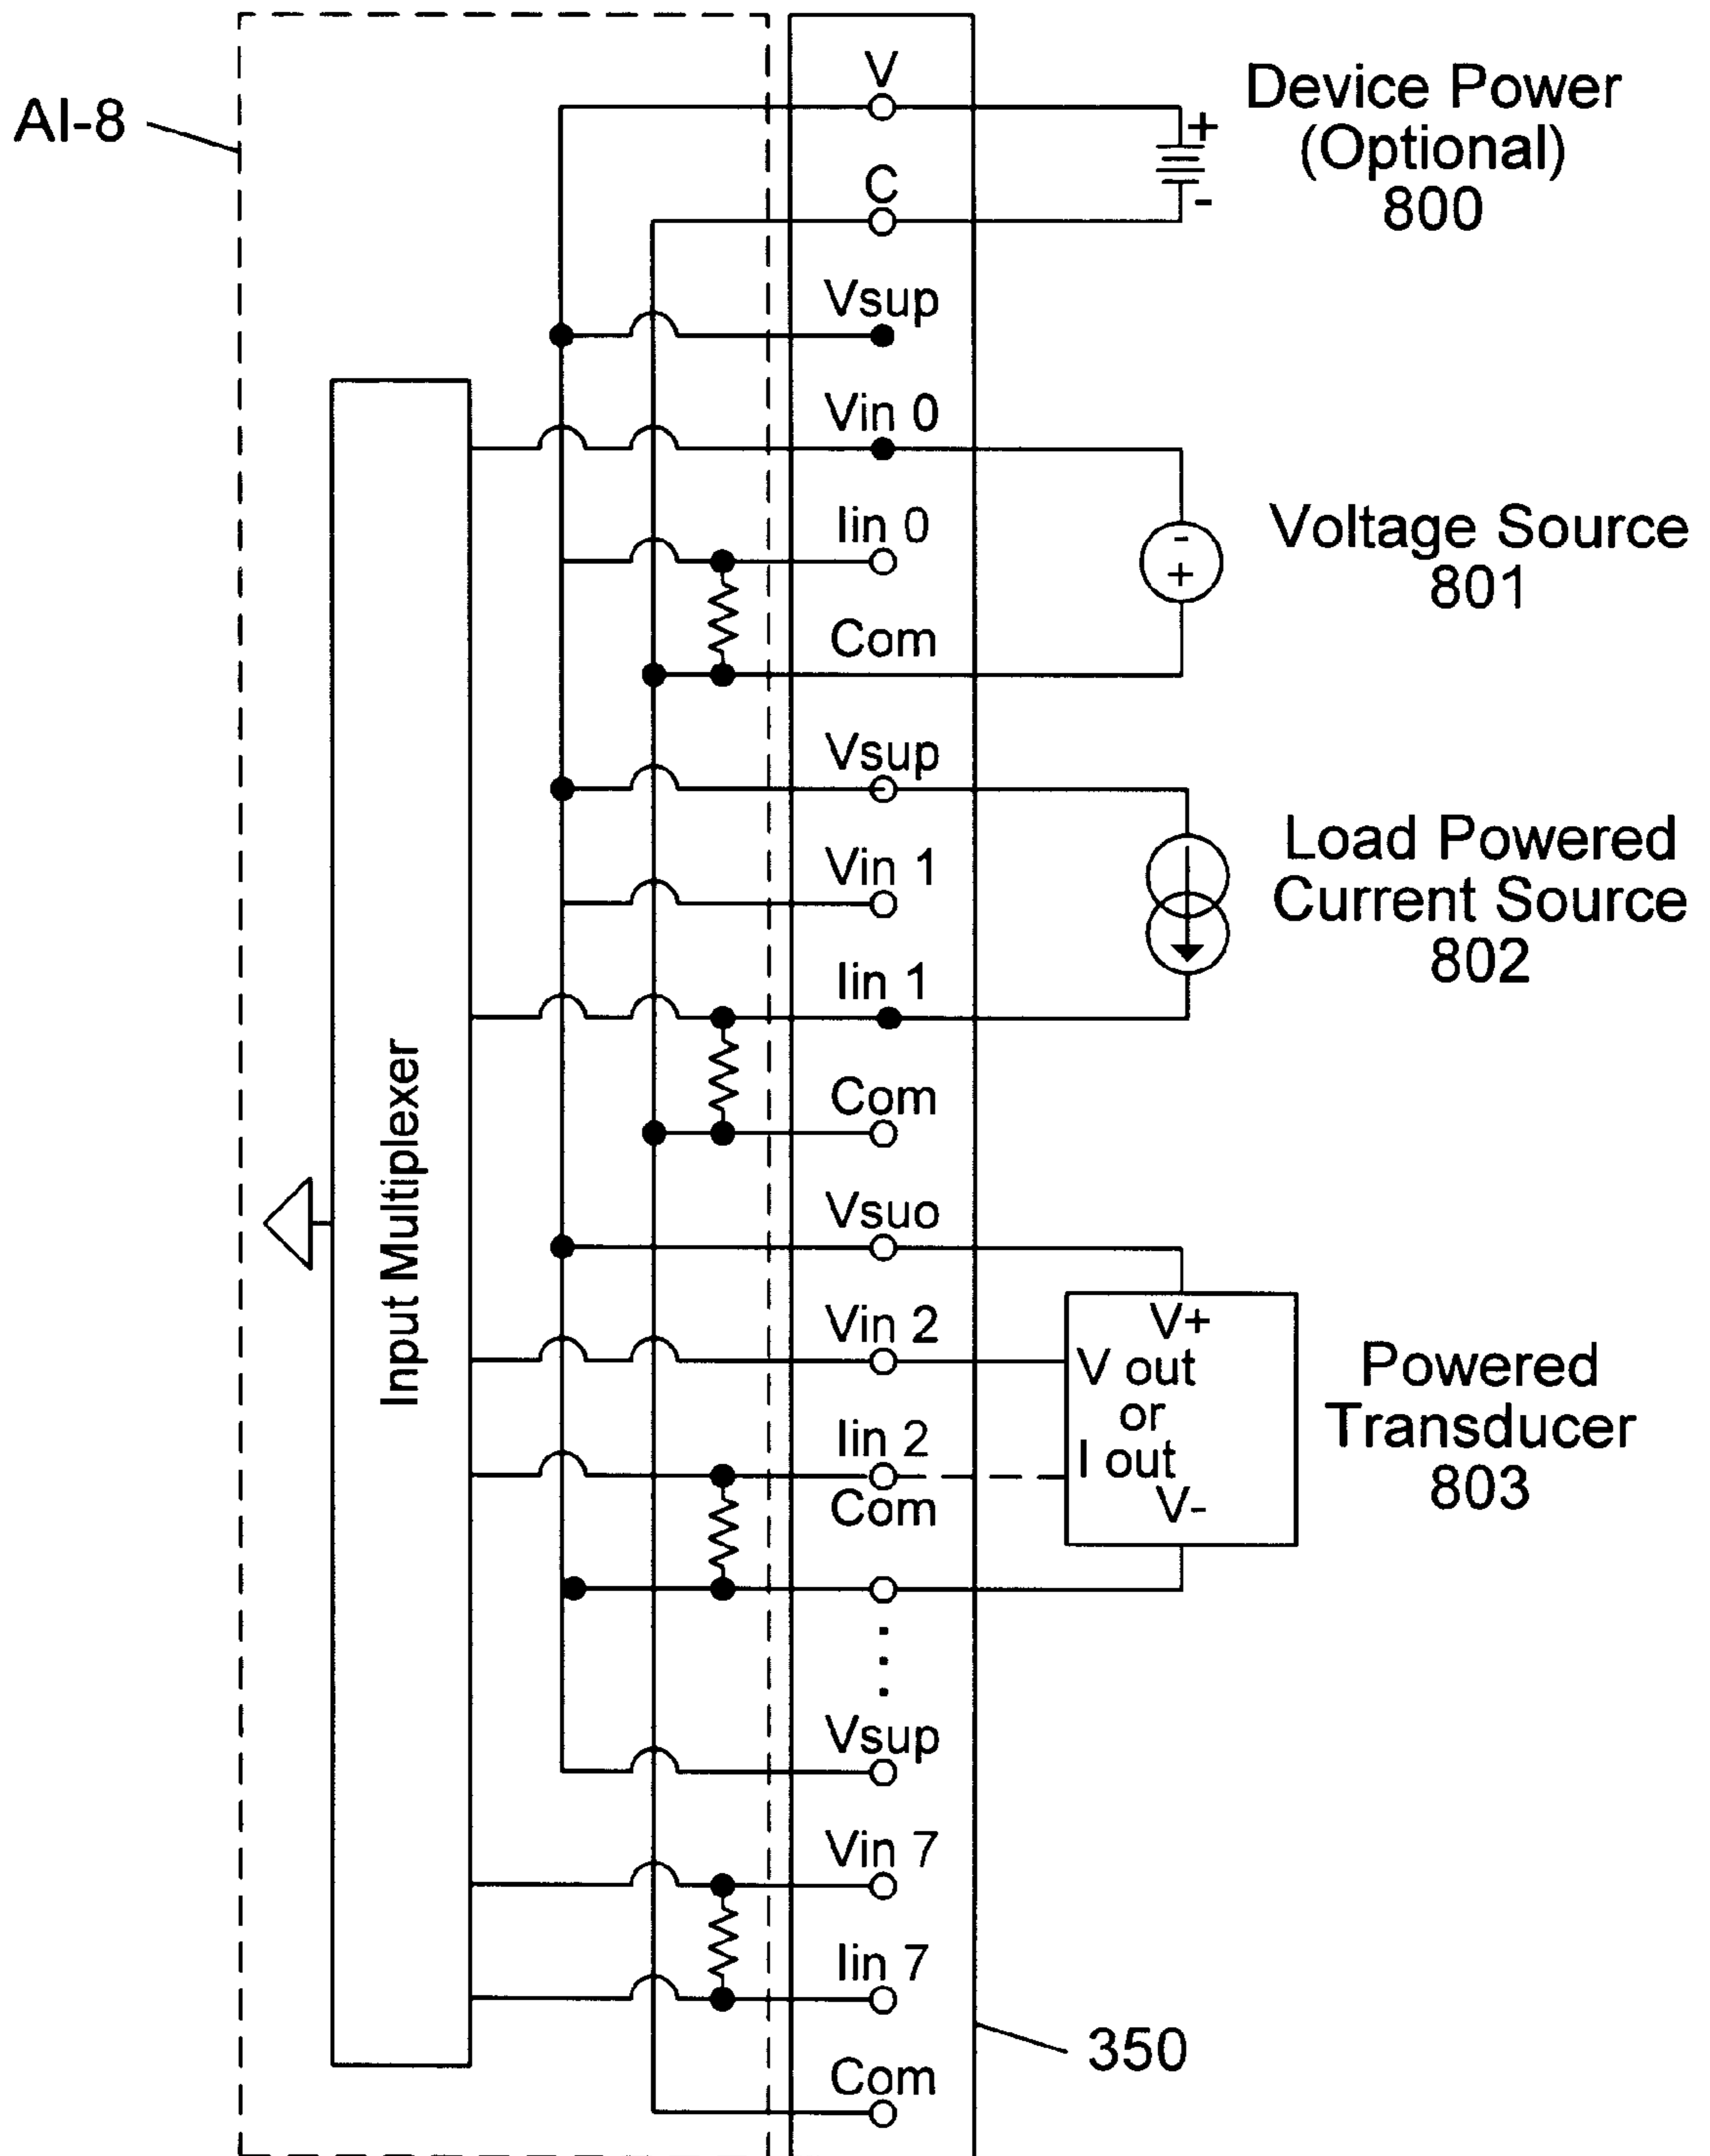 AI-8
V
+
Device Power
(Optional)
800
C
-
Vsup
Vin 0
Iin 0
-
+
Voltage Source
801
Com
Vsup
Vin 1
Load Powered
Current Source
802
Iin 1
Com
Input Multiplexer
Vsuo
Vin 2
V+
V out
or
I out
V-
Powered
Transducer
803
Iin 2
Com
Vsup
Vin 7
Iin 7
350
Com